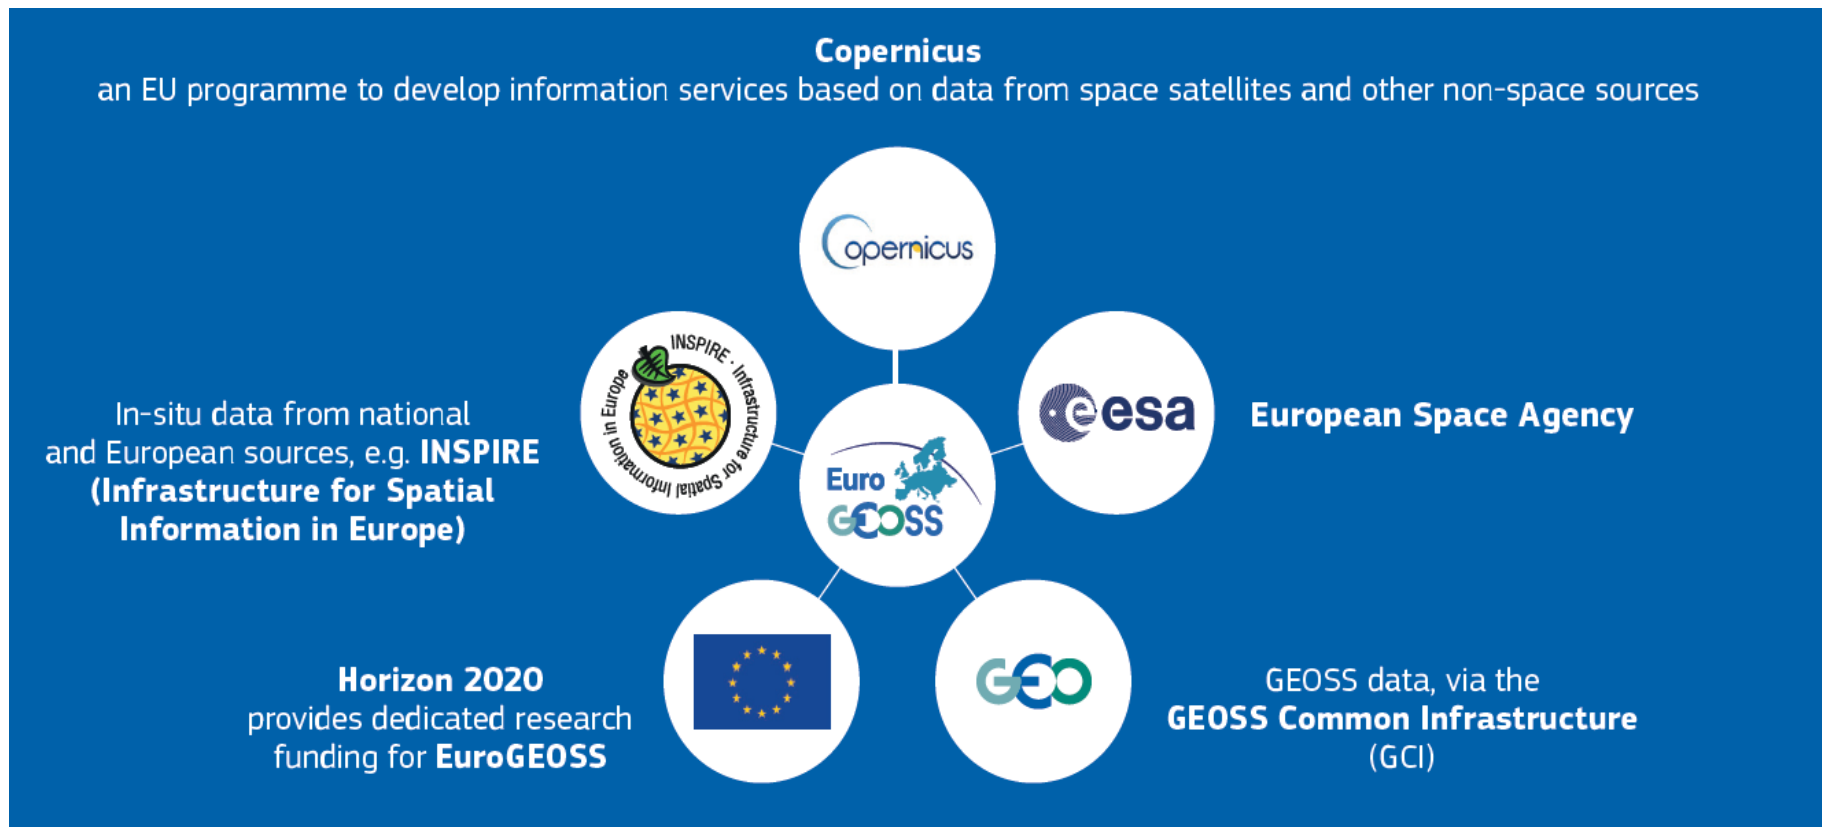 Copernicus
an EU programme to develop information services based on data from space satellites and other non-space sources
Copernicus
INSPIRE · Infrastructure for Spatial Information in Europe
In-situ data from national
and European sources, e.g. INSPIRE
(Infrastructure for Spatial
Information in Europe)
Euro
GEOSS
esa
European Space Agency
Horizon 2020
provides dedicated research
funding for EuroGEOSS
GEO
GEOSS data, via the
GEOSS Common Infrastructure
(GCI)